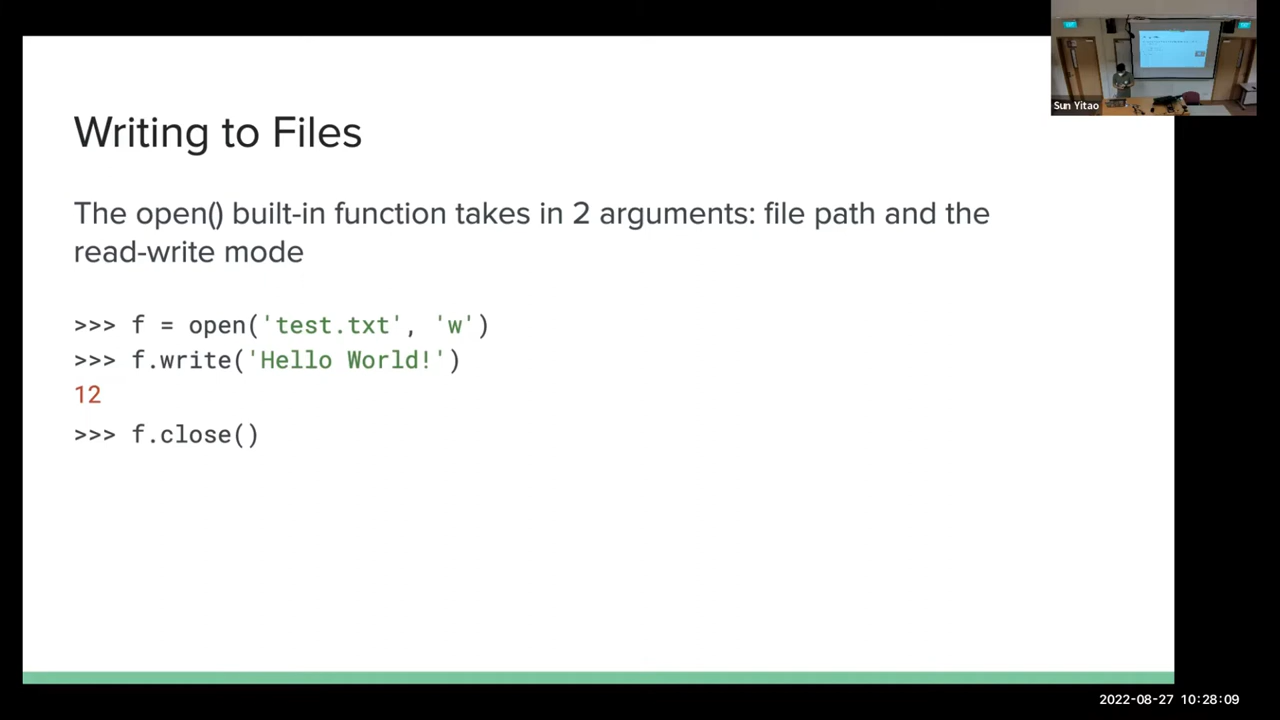 Sun Yitao
Writing to Files
The open() built-in function takes in 2 arguments: file path and the
read-write mode
>>> f = open('test.txt', 'w')
>>> f.write('Hello World!')
12
>>> f.close()
2022-08-27 10:28:09